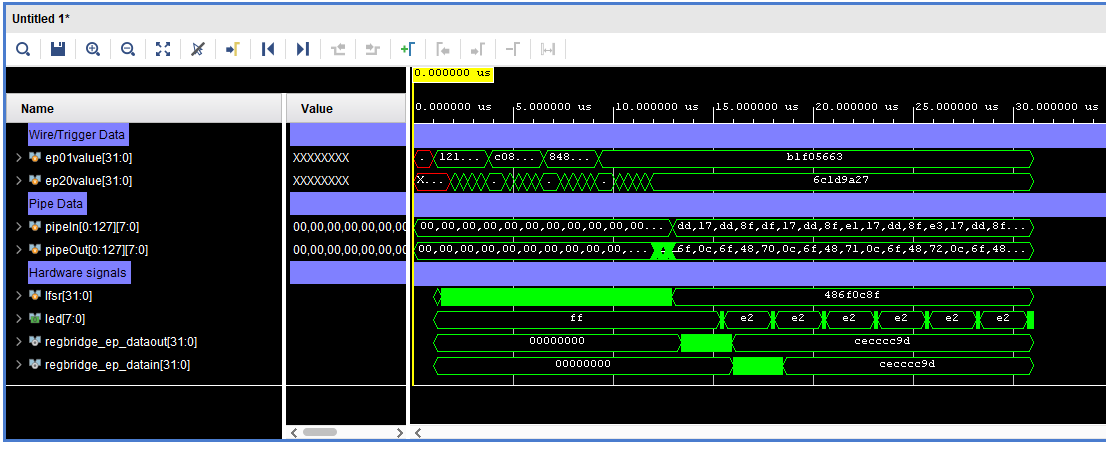 Untitled 1*
0.000000 us
Name Value 0.000000 us 5.000000 us 10.000000 us 15.000000 us 20.000000 us 25.000000 us 30.000000 us
Wire/Trigger Data
ep01value[31:0] XXXXXXXX . 121... c08... 848... b1f05663
ep20value[31:0] XXXXXXXX X... . . . 6c1d9a27
Pipe Data
pipeIn[0:127][7:0] 00,00,00,00,00,00,00 00,00,00,00,00,00,00,00,00,00,00... dd,17,dd,8f,df,17,dd,8f,e1,17,dd,8f,e3,17,dd,8f...
pipeOut[0:127][7:0] 00,00,00,00,00,00,00 00,00,00,00,00,00,00,00,00,00,... 6f,0c,6f,48,70,0c,6f,48,71,0c,6f,48,72,0c,6f,48...
Hardware signals
lfsr[31:0] 486f0c8f
led[7:0] ff e2 e2 e2 e2 e2 e2
regbridge_ep_dataout[31:0] 00000000 cecccc9d
regbridge_ep_datain[31:0] 00000000 cecccc9d